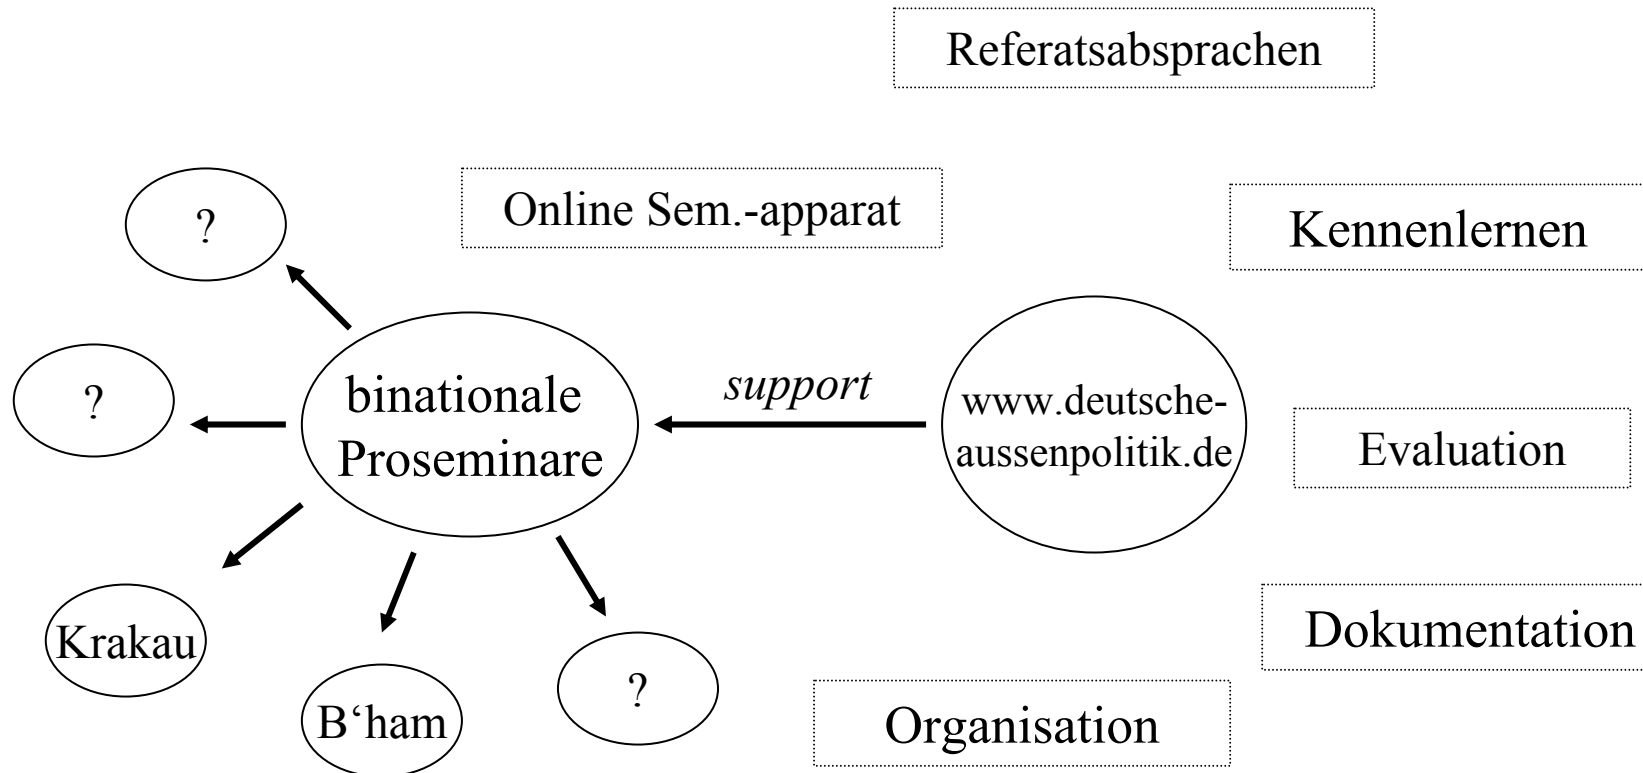 Referatsabsprachen
Online Sem.-apparat
Kennenlernen
?
?
binationale
Proseminare
support
www.deutsche-
aussenpolitik.de
Evaluation
Krakau
B‘ham
?
Dokumentation
Organisation